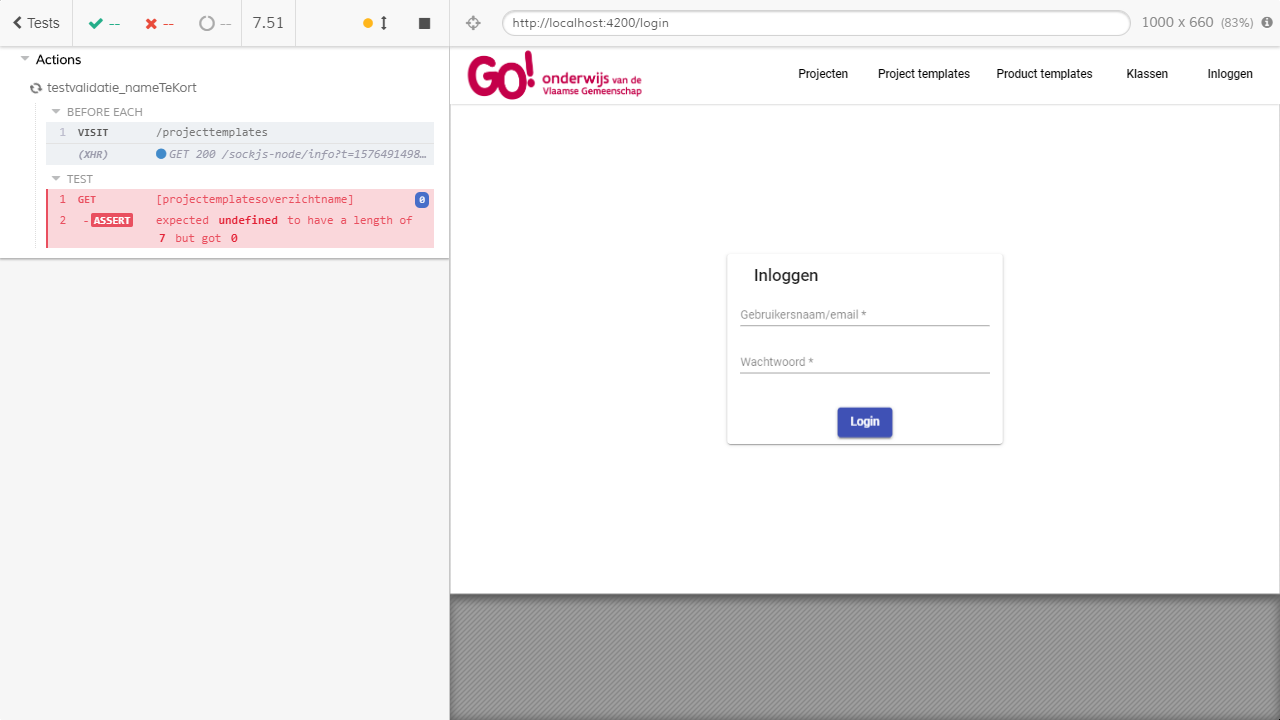 Tests
--
--
--
7.51
http://localhost:4200/login
1000 x 660 (83%)
Actions
testvalidatie_nameTeKort
BEFORE EACH
1 VISIT /projecttemplates
(XHR) GET 200 /sockjs-node/info?t=1576491498…
TEST
1 GET [projectemplatesoverzichtname] 0
2 -ASSERT expected undefined to have a length of
7 but got 0
GO! onderwijs van de
Vlaamse Gemeenschap
Projecten Project templates Product templates Klassen Inloggen
Inloggen
Gebruikersnaam/email *
Wachtwoord *
Login